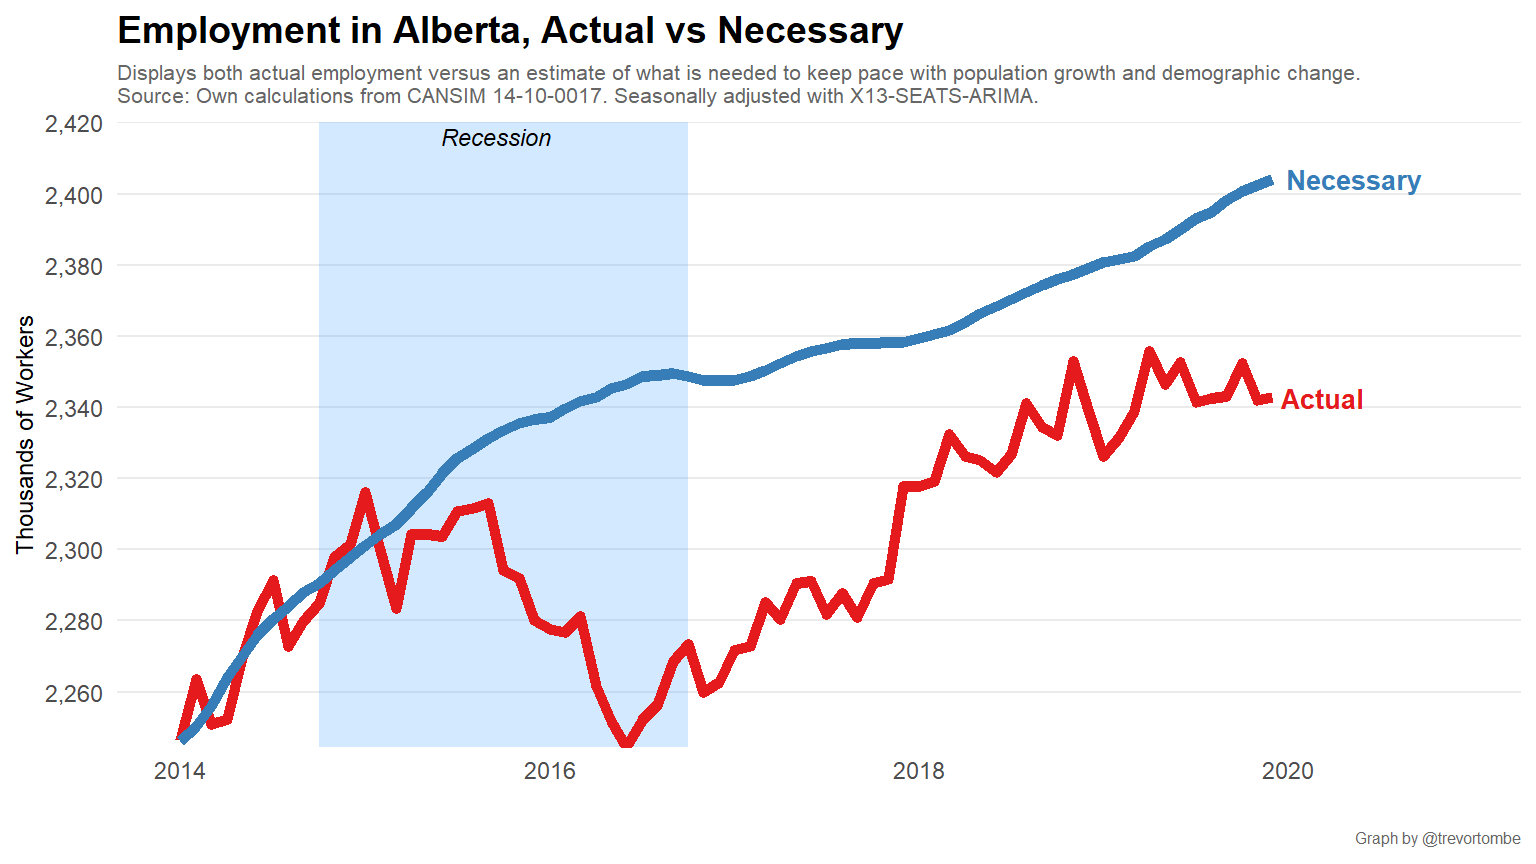 Employment in Alberta, Actual vs Necessary
Displays both actual employment versus an estimate of what is needed to keep pace with population growth and demographic change.
Source: Own calculations from CANSIM 14-10-0017. Seasonally adjusted with X13-SEATS-ARIMA.
2,420
Recession
2,400
Necessary
2,380
2,360
2,340
Actual
2,320
2,300
2,280
2,260
Thousands of Workers
2014
2016
2018
2020
Graph by @trevortombe